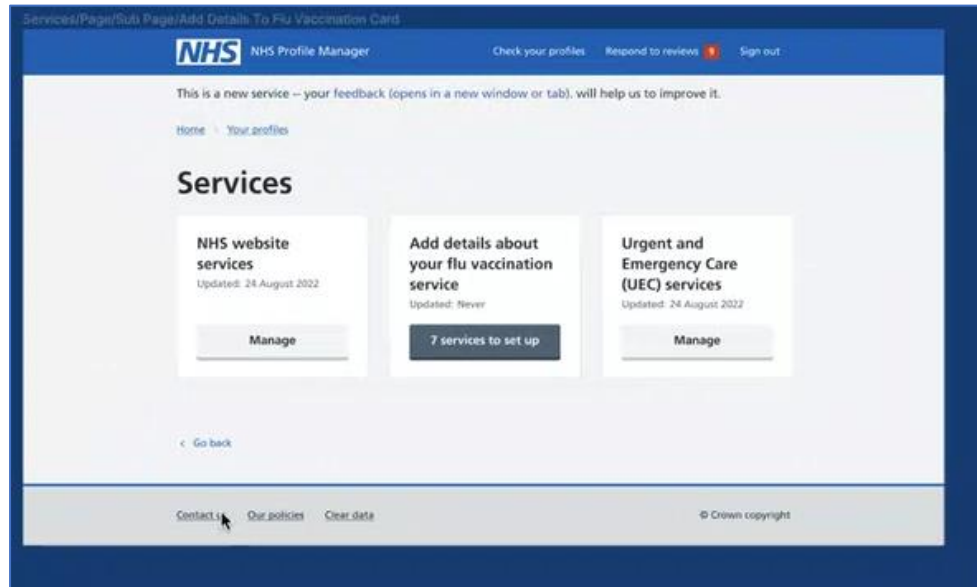 Services/Page/Sub Page/Add Details To Flu Vaccination Card
NHS NHS Profile Manager Check your profiles Respond to reviews 9 Sign out
This is a new service – your feedback (opens in a new window or tab). will help us to improve it.
Home Your profiles
Services
NHS website
services
Updated: 24 August 2022
Manage
Add details about
your flu vaccination
service
Updated: Never
7 services to set up
Urgent and
Emergency Care
(UEC) services
Updated: 24 August 2022
Manage
< Go back
Contact us Our policies Clear data © Crown copyright